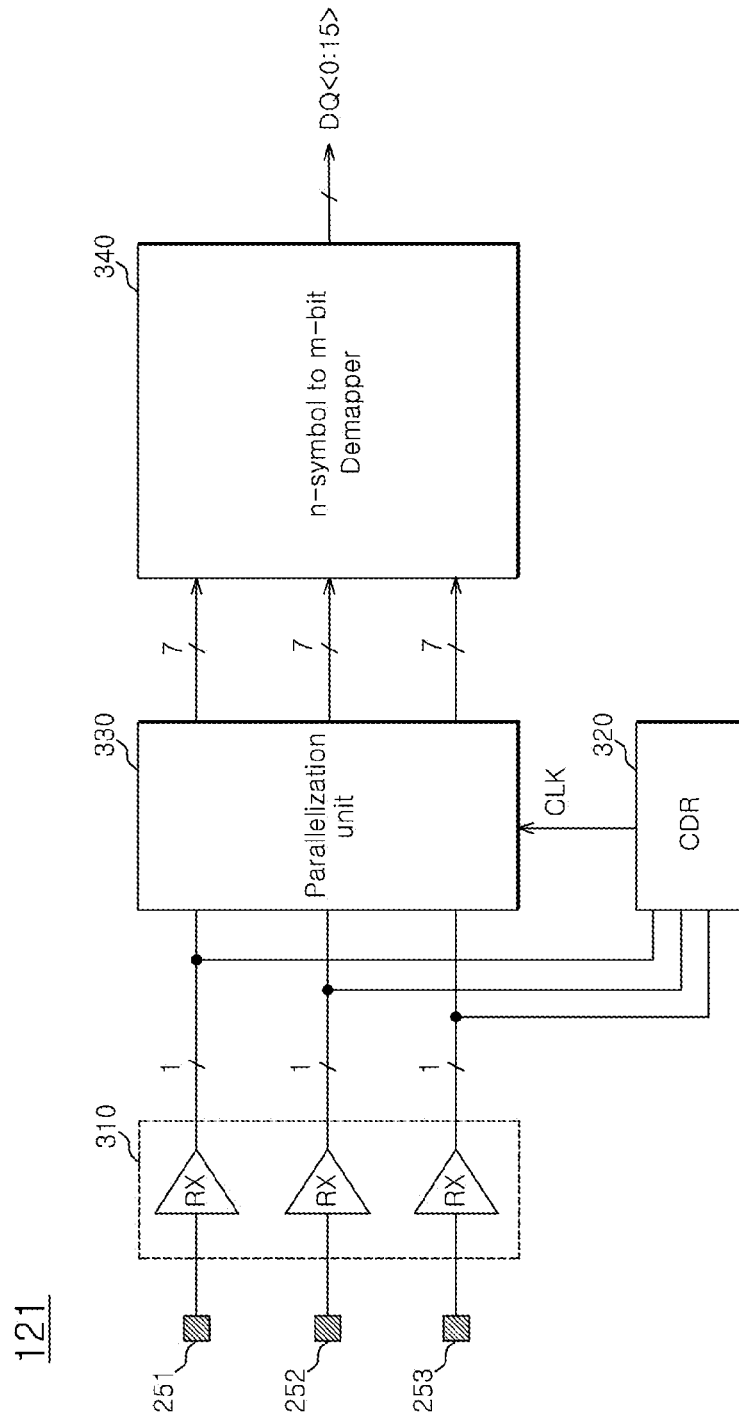 121
251
252
253
310
RX
RX
RX
1
1
1
330
Parallelization
unit
CLK
320
CDR
7
7
7
340
n-symbol to m-bit
Demapper
DQ<0:15>